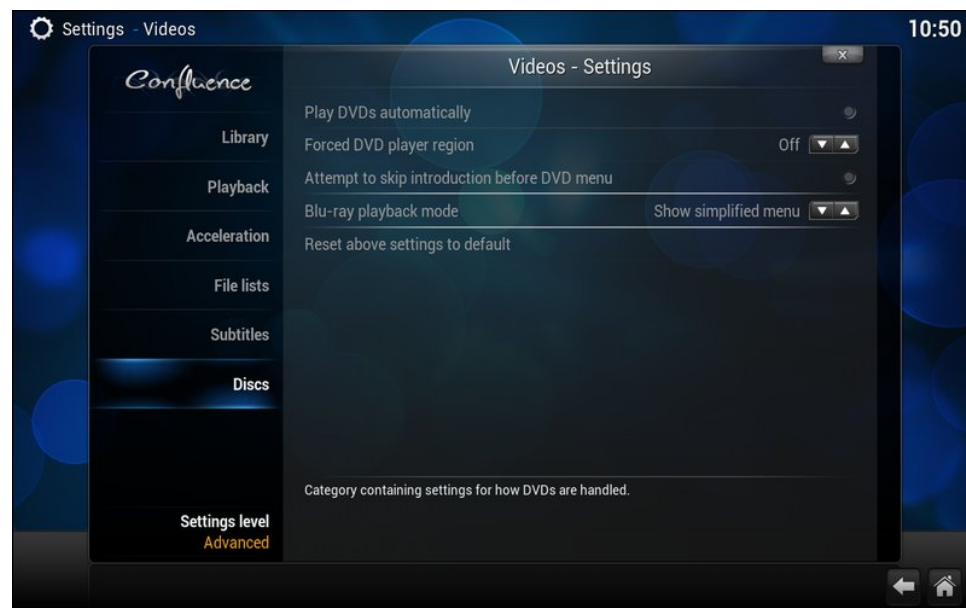 Settings - Videos
10:50
Confluence
Videos - Settings
Library
Playback
Acceleration
File lists
Subtitles
Discs
Play DVDs automatically
Forced DVD player region Off
Attempt to skip introduction before DVD menu
Blu-ray playback mode Show simplified menu
Reset above settings to default
Category containing settings for how DVDs are handled.
Settings level
Advanced